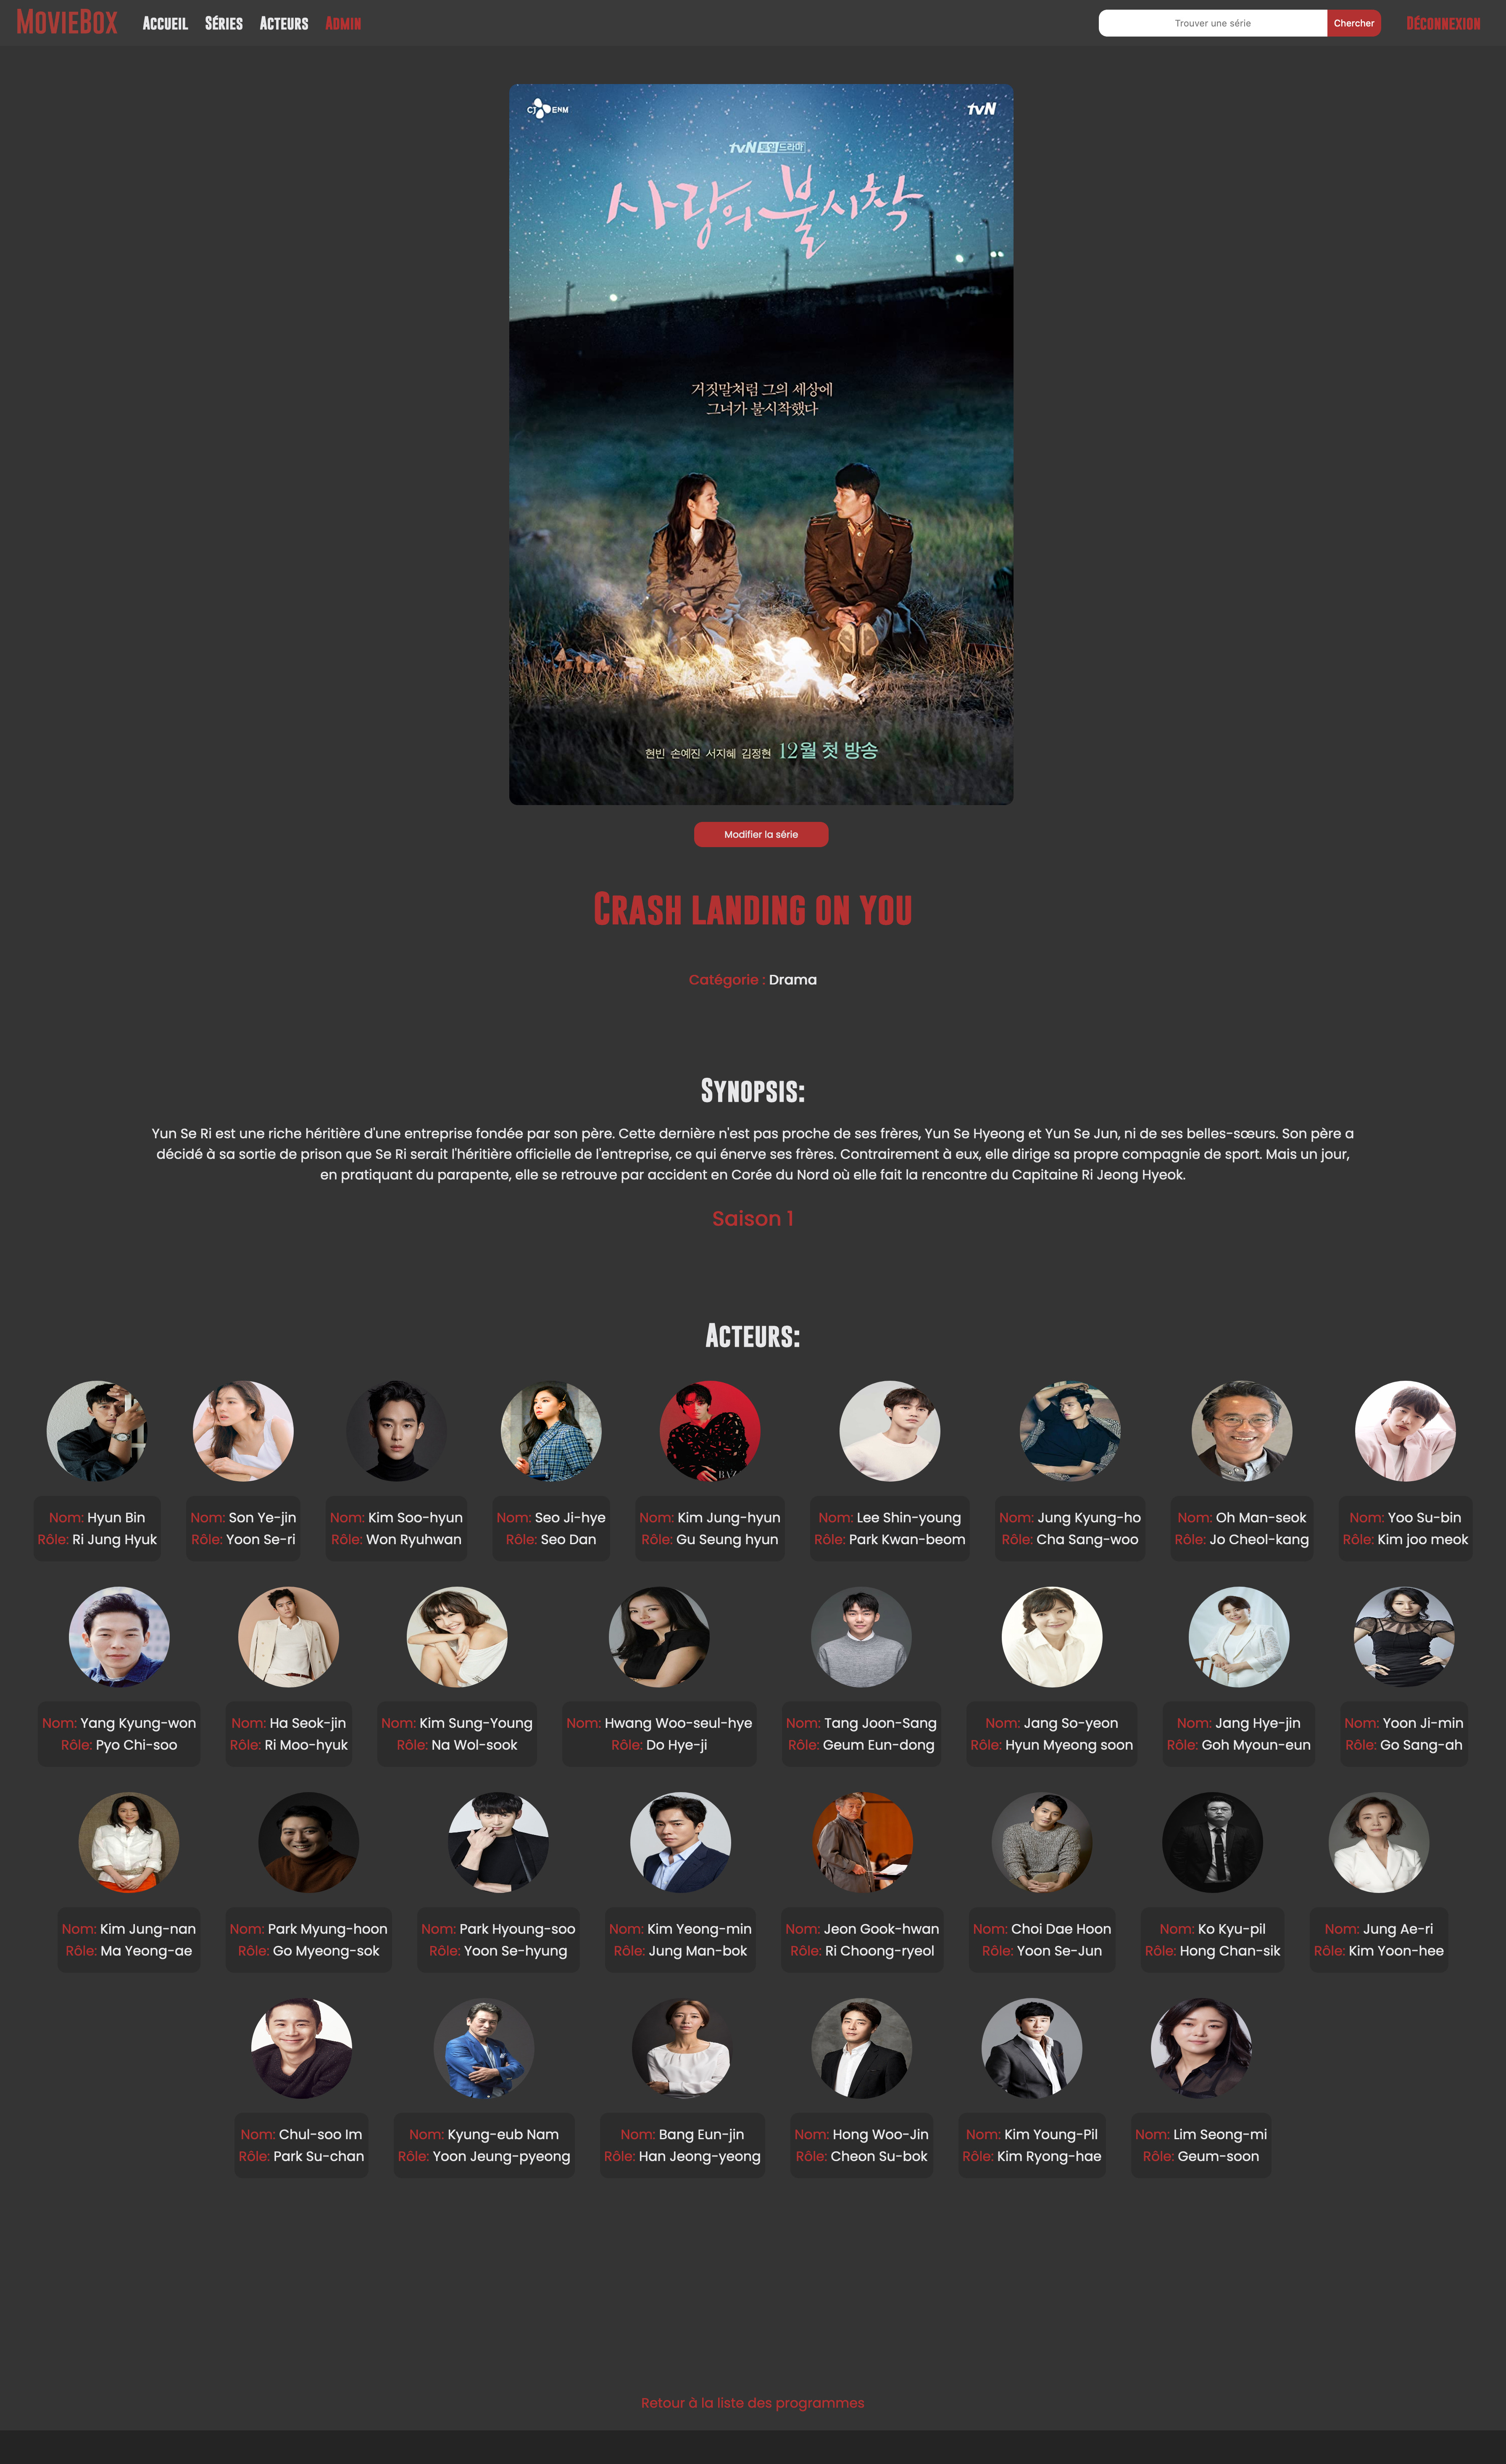 MovieBox Accueil Séries Acteurs Admin Trouver une série Chercher Déconnexion
CJ ENM tvN
tvN 토일드라마
사랑의 불시착
거짓말처럼 그의 세상에
그녀가 불시착했다
현빈 손예진 서지혜 김정현 12월 첫 방송
Modifier la série
Crash landing on you
Catégorie : Drama
Synopsis:
Yun Se Ri est une riche héritière d'une entreprise fondée par son père. Cette dernière n'est pas proche de ses frères, Yun Se Hyeong et Yun Se Jun, ni de ses belles-sœurs. Son père a
décidé à sa sortie de prison que Se Ri serait l'héritière officielle de l'entreprise, ce qui énerve ses frères. Contrairement à eux, elle dirige sa propre compagnie de sport. Mais un jour,
en pratiquant du parapente, elle se retrouve par accident en Corée du Nord où elle fait la rencontre du Capitaine Ri Jeong Hyeok.
Saison 1
Acteurs:
Nom: Hyun Bin
Rôle: Ri Jung Hyuk
Nom: Son Ye-jin
Rôle: Yoon Se-ri
Nom: Kim Soo-hyun
Rôle: Won Ryuhwan
Nom: Seo Ji-hye
Rôle: Seo Dan
Nom: Kim Jung-hyun
Rôle: Gu Seung hyun
Nom: Lee Shin-young
Rôle: Park Kwan-beom
Nom: Jung Kyung-ho
Rôle: Cha Sang-woo
Nom: Oh Man-seok
Rôle: Jo Cheol-kang
Nom: Yoo Su-bin
Rôle: Kim joo meok
Nom: Yang Kyung-won
Rôle: Pyo Chi-soo
Nom: Ha Seok-jin
Rôle: Ri Moo-hyuk
Nom: Kim Sung-Young
Rôle: Na Wol-sook
Nom: Hwang Woo-seul-hye
Rôle: Do Hye-ji
Nom: Tang Joon-Sang
Rôle: Geum Eun-dong
Nom: Jang So-yeon
Rôle: Hyun Myeong soon
Nom: Jang Hye-jin
Rôle: Goh Myoun-eun
Nom: Yoon Ji-min
Rôle: Go Sang-ah
Nom: Kim Jung-nan
Rôle: Ma Yeong-ae
Nom: Park Myung-hoon
Rôle: Go Myeong-sok
Nom: Park Hyoung-soo
Rôle: Yoon Se-hyung
Nom: Kim Yeong-min
Rôle: Jung Man-bok
Nom: Jeon Gook-hwan
Rôle: Ri Choong-ryeol
Nom: Choi Dae Hoon
Rôle: Yoon Se-Jun
Nom: Ko Kyu-pil
Rôle: Hong Chan-sik
Nom: Jung Ae-ri
Rôle: Kim Yoon-hee
Nom: Chul-soo Im
Rôle: Park Su-chan
Nom: Kyung-eub Nam
Rôle: Yoon Jeung-pyeong
Nom: Bang Eun-jin
Rôle: Han Jeong-yeong
Nom: Hong Woo-Jin
Rôle: Cheon Su-bok
Nom: Kim Young-Pil
Rôle: Kim Ryong-hae
Nom: Lim Seong-mi
Rôle: Geum-soon
Retour à la liste des programmes